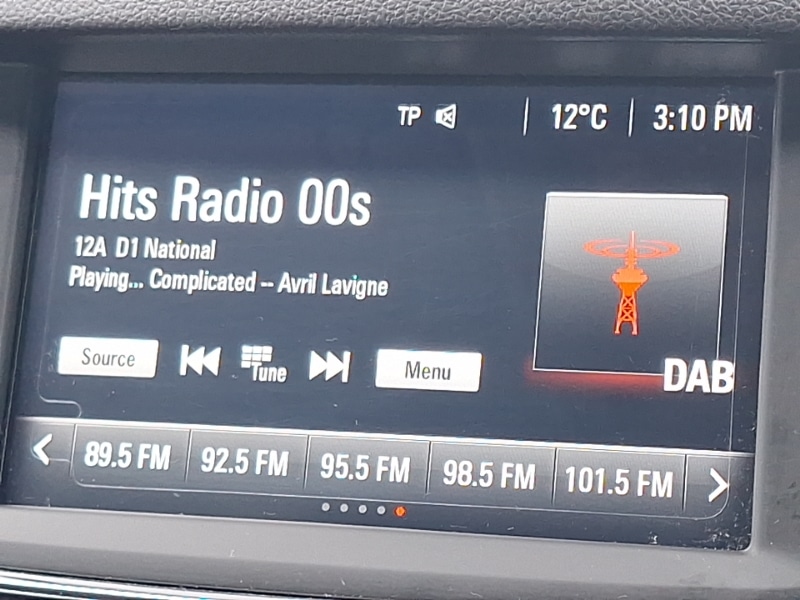 TP 12°C 3:10 PM
Hits Radio 00s
12A D1 National
Playing... Complicated -- Avril Lavigne
Source Tune Menu
DAB
89.5 FM 92.5 FM 95.5 FM 98.5 FM 101.5 FM